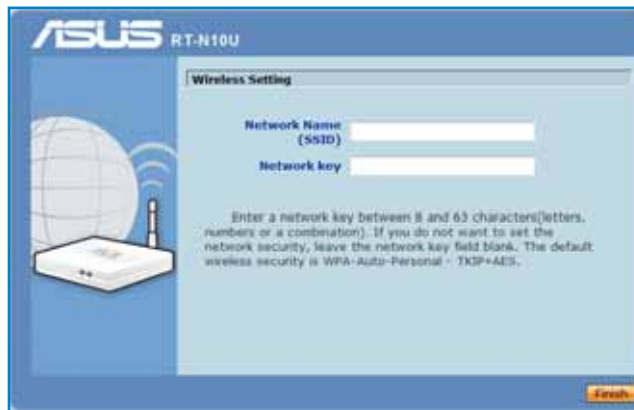 ASUS RT-N10U
Wireless Setting
Network Name
(SSID)
Network key
Enter a network key between 8 and 63 characters(letters,
numbers or a combination). If you do not want to set the
network security, leave the network key field blank. The default
wireless security is WPA-Auto-Personal - TKIP+AES.
Finish